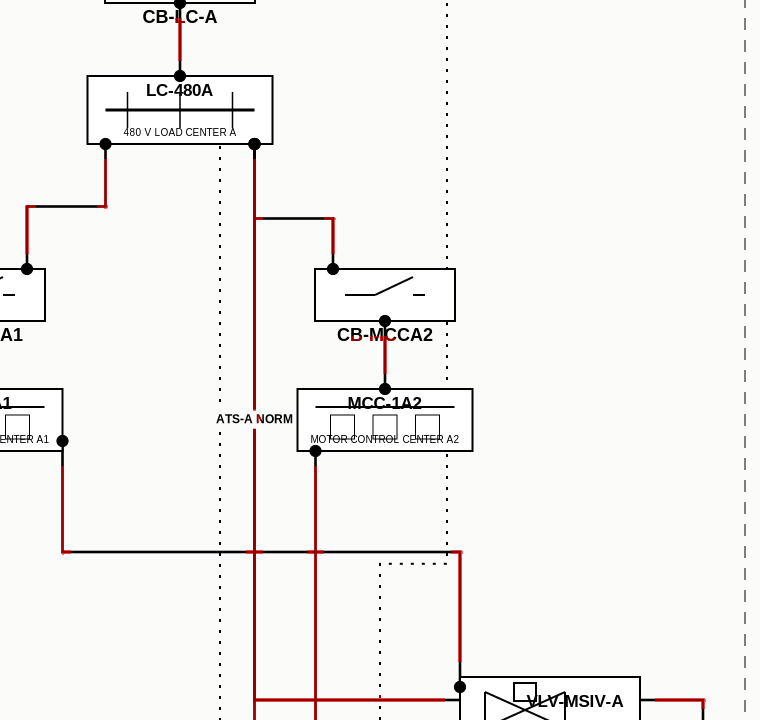 CB-LC-A
LC-480A
480 V LOAD CENTER A
A1
CB-MCCA2
A1
MCC-1A2
ATS-A NORM
ENTER A1
MOTOR CONTROL CENTER A2
VLV-MSIV-A